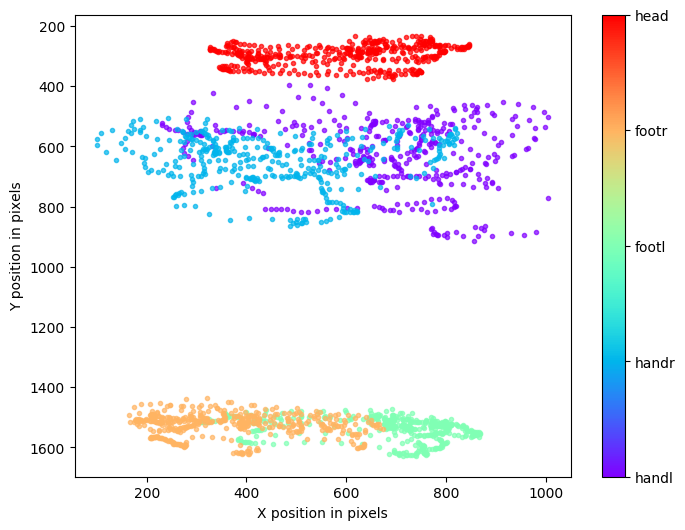 200
400
600
800
1000
1200
1400
1600
Y position in pixels
200
400
600
800
1000
X position in pixels
head
footr
footl
handr
handl